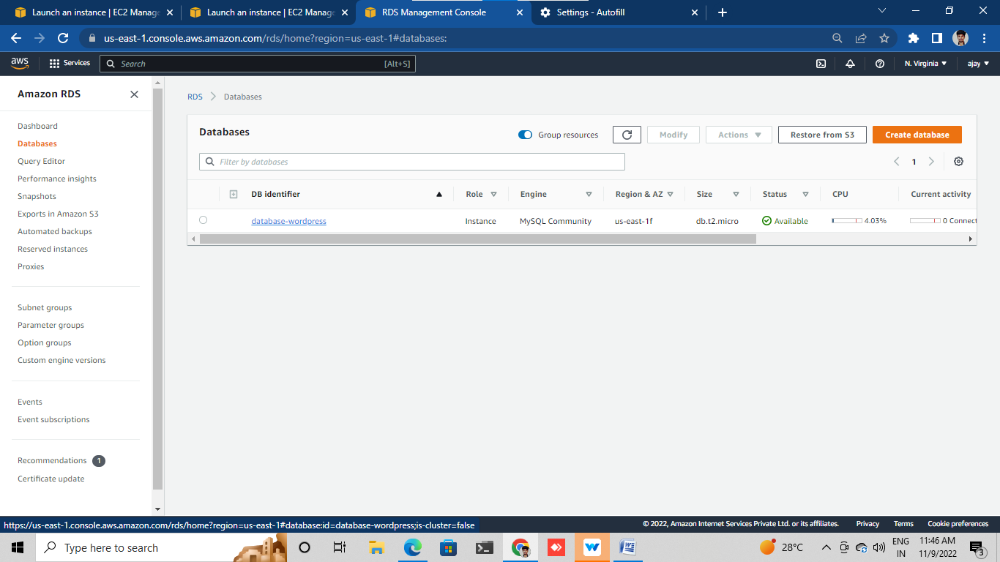 Launch an instance | EC2 Manage
Launch an instance | EC2 Manage
RDS Management Console
Settings - Autofill
us-east-1.console.aws.amazon.com/rds/home?region=us-east-1#databases:
aws
Services
Search
[Alt+S]
N. Virginia
ajay
Amazon RDS
Dashboard
Databases
Query Editor
Performance insights
Snapshots
Exports in Amazon S3
Automated backups
Reserved instances
Proxies
Subnet groups
Parameter groups
Option groups
Custom engine versions
Events
Event subscriptions
Recommendations 1
Certificate update
RDS Databases
Databases
Group resources
Modify
Actions
Restore from S3
Create database
Filter by databases
1
DB identifier Role Engine Region & AZ Size Status CPU Current activity
database-wordpress Instance MySQL Community us-east-1f db.t2.micro Available 4.03% 0 Connect
https://us-east-1.console.aws.amazon.com/rds/home?region=us-east-1#database:id=database-wordpress;is-cluster=false
© 2022, Amazon Internet Services Private Ltd. or its affiliates. Privacy Terms Cookie preferences
Type here to search
28°C
ENG
IN
11:46 AM
11/9/2022
3